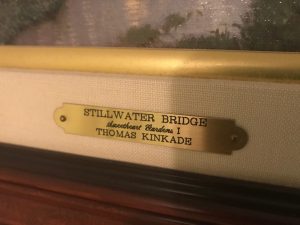 STILLWATER BRIDGE
Sweetheart Gardens I
THOMAS KINKADE